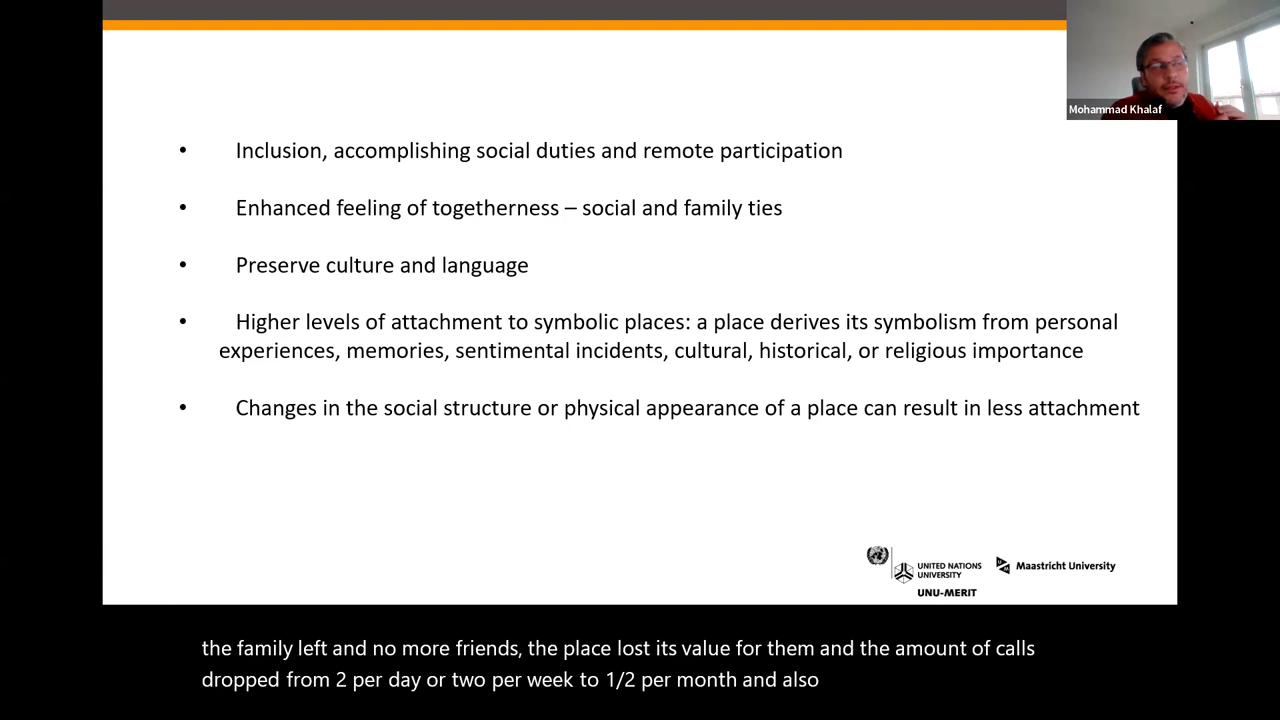 Mohammad Khalaf
• Inclusion, accomplishing social duties and remote participation
• Enhanced feeling of togetherness – social and family ties
• Preserve culture and language
• Higher levels of attachment to symbolic places: a place derives its symbolism from personal
experiences, memories, sentimental incidents, cultural, historical, or religious importance
• Changes in the social structure or physical appearance of a place can result in less attachment
UNITED NATIONS
UNIVERSITY
UNU-MERIT
Maastricht University
the family left and no more friends, the place lost its value for them and the amount of calls
dropped from 2 per day or two per week to 1/2 per month and also